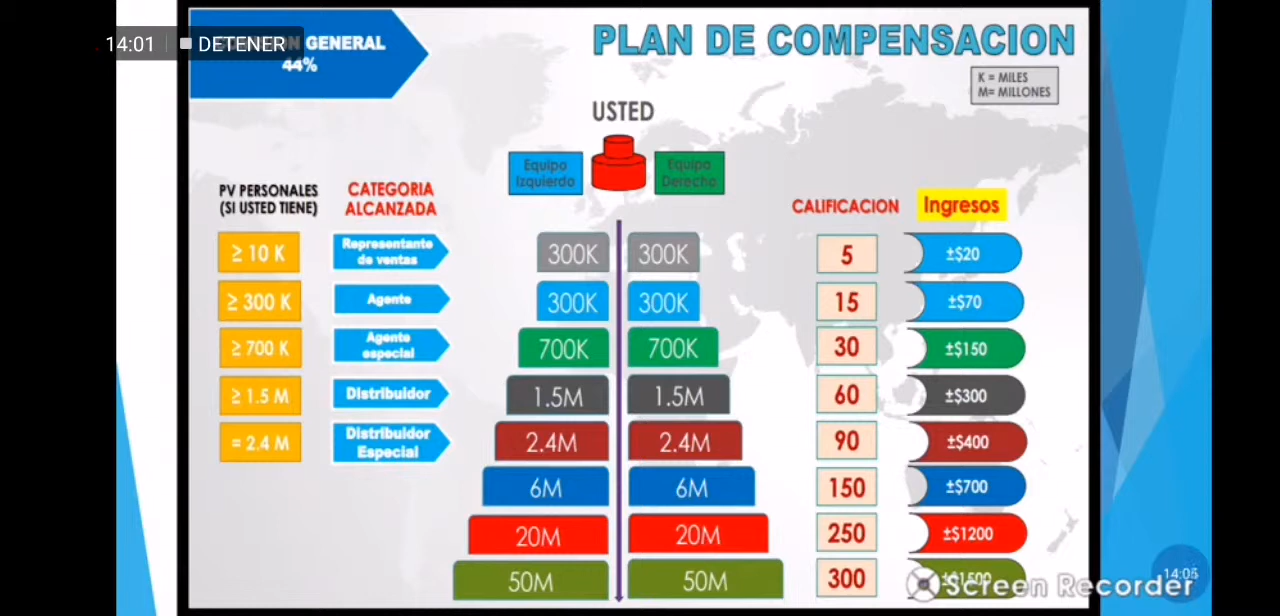 14:01 DETENER GENERAL
44%
PLAN DE COMPENSACION
K = MILES
M= MILLONES
USTED
Equipo
Izquierdo
Equipo
Derecho
PV PERSONALES
(SI USTED TIENE)
CATEGORIA
ALCANZADA
CALIFICACION
Ingresos
≥ 10 K
Representante
de ventas
300K
300K
5
±$20
≥ 300 K
Agente
300K
300K
15
±$70
≥ 700 K
Agente
especial
700K
700K
30
±$150
≥ 1.5 M
Distribuidor
1.5M
1.5M
60
±$300
= 2.4 M
Distribuidor
Especial
2.4M
2.4M
90
±$400
6M
6M
150
±$700
20M
20M
250
±$1200
50M
50M
300
±$1500
14:05
Screen Recorder